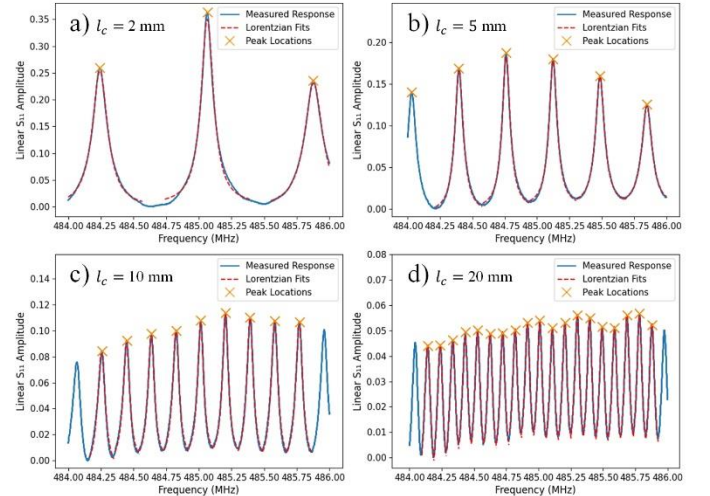 a) l_c = 2 mm
Measured Response
Lorentzian Fits
Peak Locations
Linear S₁₁ Amplitude
0.35
0.30
0.25
0.20
0.15
0.10
0.05
0.00
484.00 484.25 484.50 484.75 485.00 485.25 485.50 485.75 486.00
Frequency (MHz)
b) l_c = 5 mm
Measured Response
Lorentzian Fits
Peak Locations
Linear S₁₁ Amplitude
0.20
0.15
0.10
0.05
0.00
484.00 484.25 484.50 484.75 485.00 485.25 485.50 485.75 486.00
Frequency (MHz)
c) l_c = 10 mm
Measured Response
Lorentzian Fits
Peak Locations
Linear S₁₁ Amplitude
0.14
0.12
0.10
0.08
0.06
0.04
0.02
0.00
484.00 484.25 484.50 484.75 485.00 485.25 485.50 485.75 486.00
Frequency (MHz)
d) l_c = 20 mm
Measured Response
Lorentzian Fits
Peak Locations
Linear S₁₁ Amplitude
0.08
0.07
0.06
0.05
0.04
0.03
0.02
0.01
0.00
484.00 484.25 484.50 484.75 485.00 485.25 485.50 485.75 486.00
Frequency (MHz)